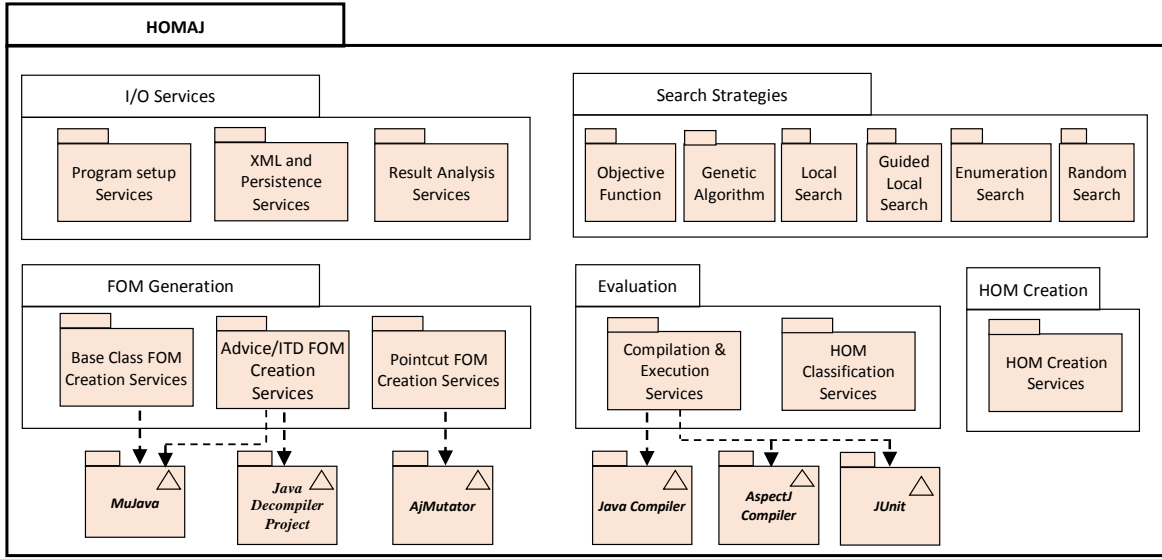 HOMAJ
I/O Services
Program setup
Services
XML and
Persistence
Services
Result Analysis
Services
Search Strategies
Objective
Function
Genetic
Algorithm
Local
Search
Guided
Local
Search
Enumeration
Search
Random
Search
FOM Generation
Base Class FOM
Creation Services
Advice/ITD FOM
Creation
Services
Pointcut FOM
Creation Services
Evaluation
Compilation &
Execution
Services
HOM
Classification
Services
HOM Creation
HOM Creation
Services
MuJava
Java
Decompiler
Project
AjMutator
Java Compiler
AspectJ
Compiler
JUnit